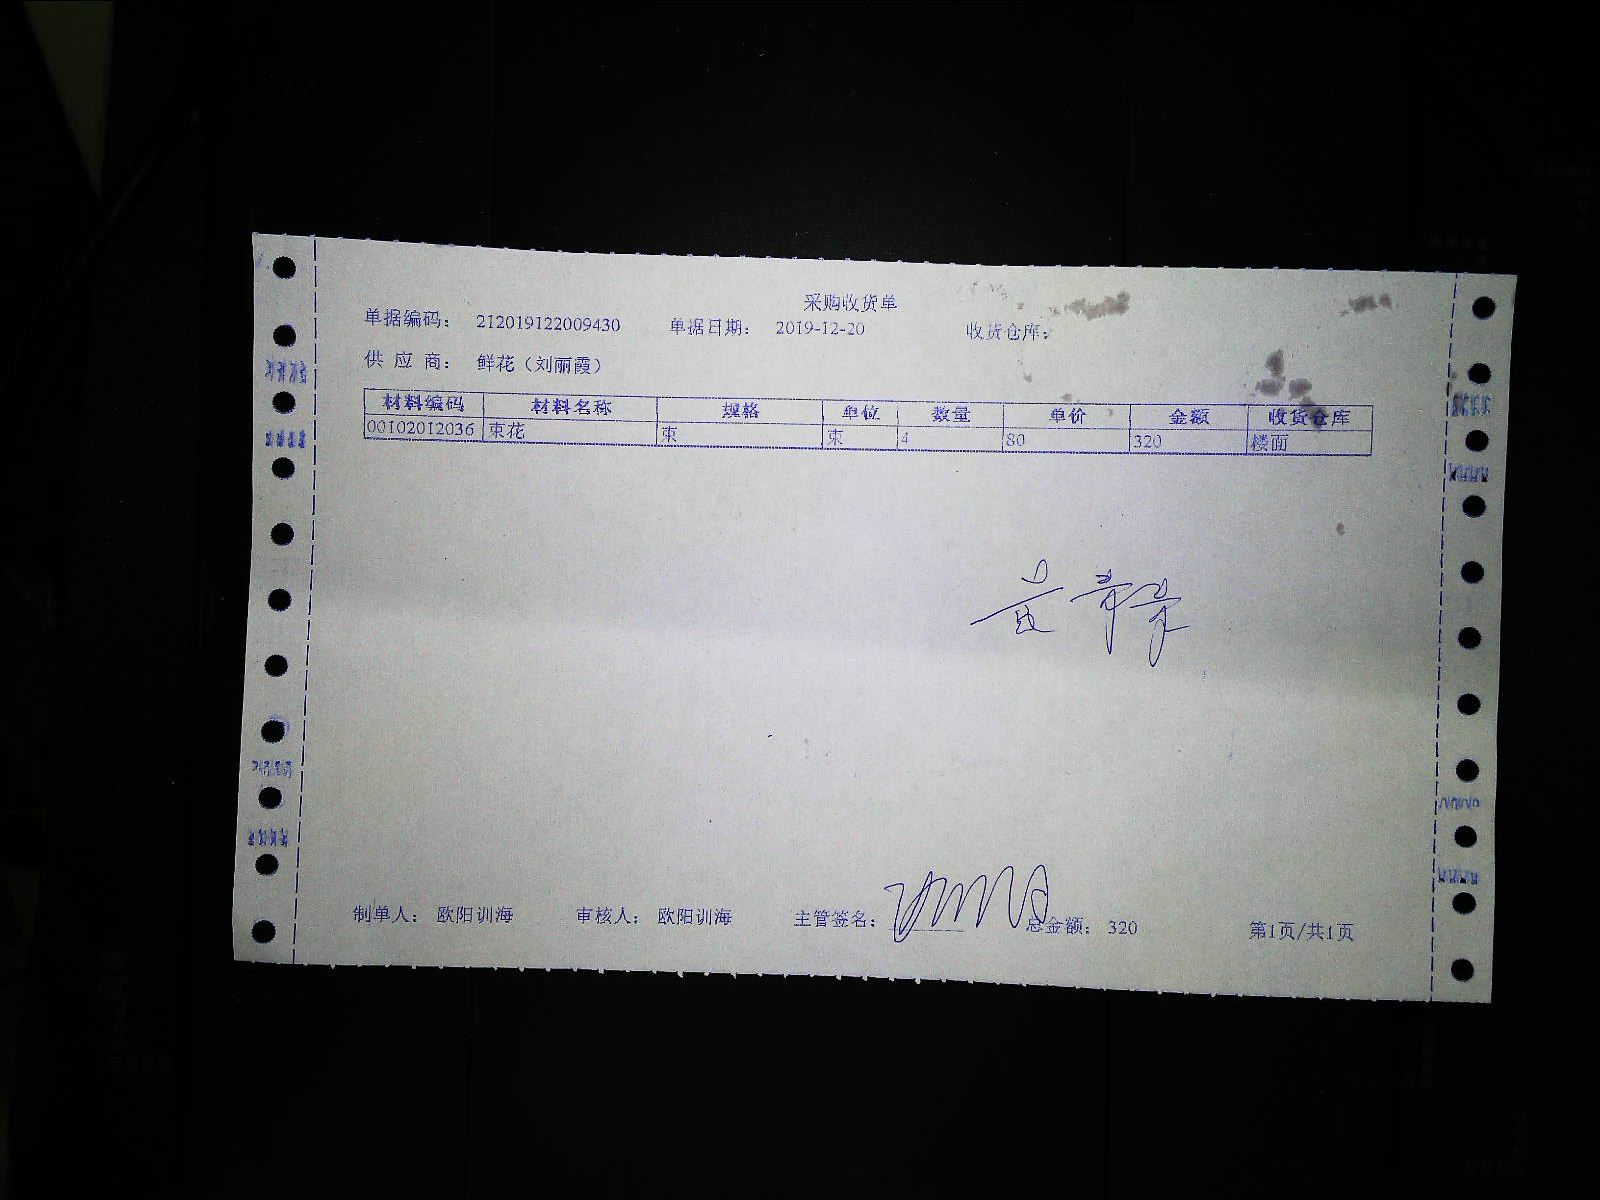 采购收货单
单据编码： 212019122009430 单据日期： 2019-12-20 收货仓库：
供应商： 鲜花（刘丽霞）
材料编码 材料名称 规格 单位 数量 单价 金额 收货仓库
00102012036 束花 束 束 4 80 320 楼面
制单人： 欧阳训海 审核人： 欧阳训海 主管签名： 总金额： 320 第1页/共1页